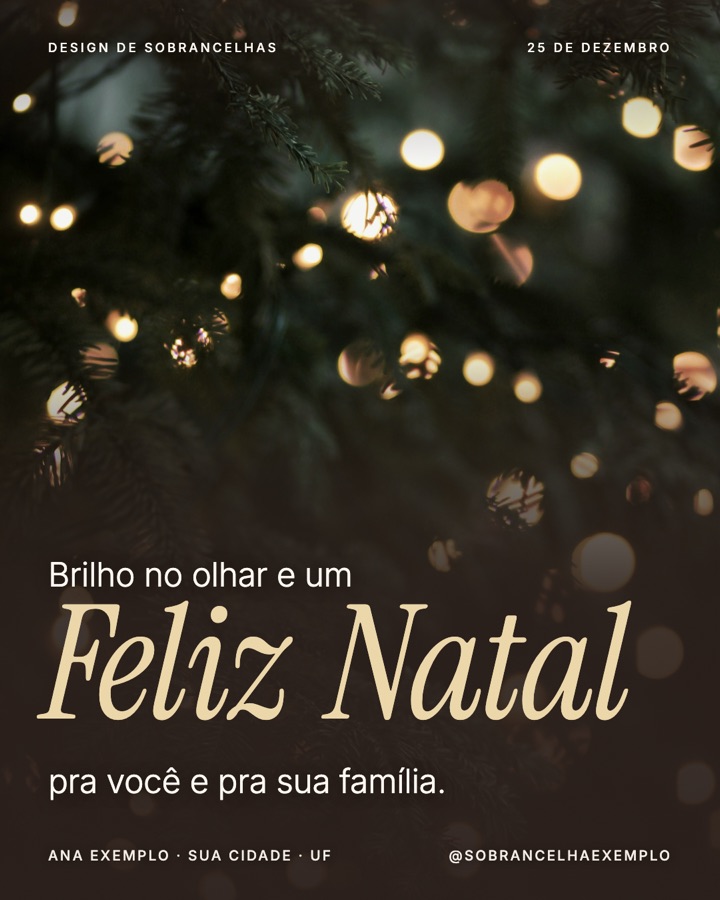 DESIGN DE SOBRANCELHAS
25 DE DEZEMBRO
Brilho no olhar e um
Feliz Natal
pra você e pra sua família.
ANA EXEMPLO · SUA CIDADE · UF
@SOBRANCELHAEXEMPLO